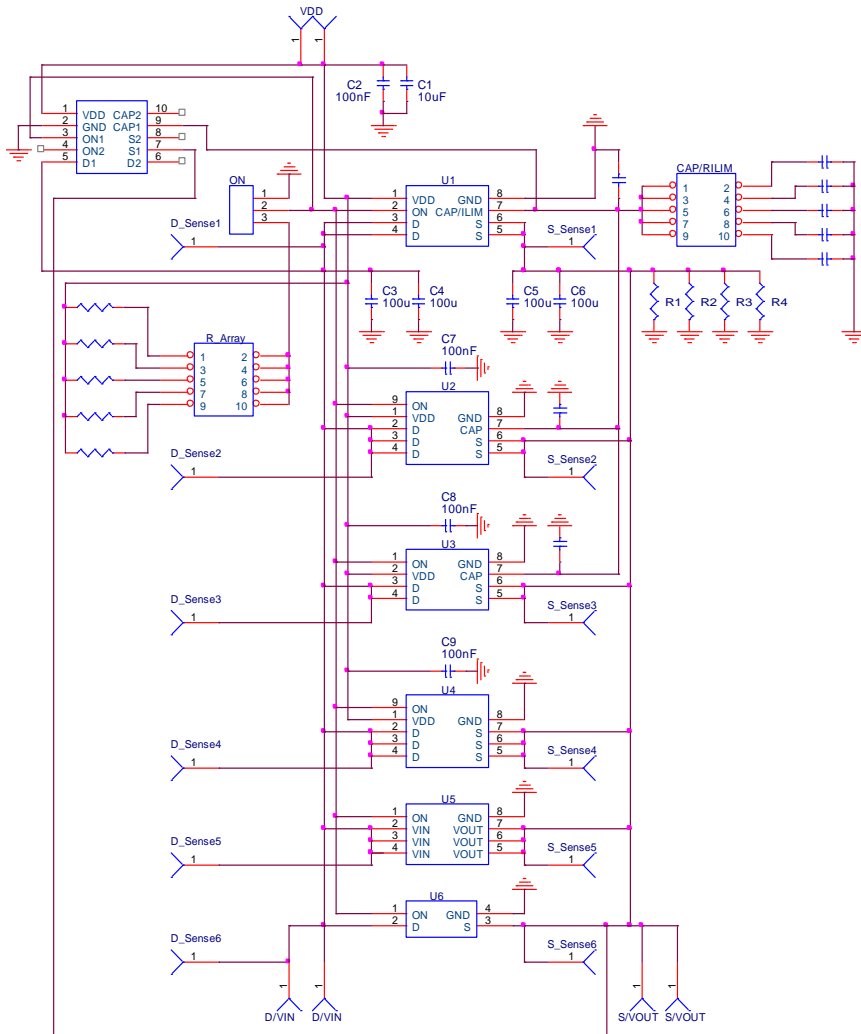 VDD
1 1
C2 C1
100nF 10uF
1 VDD CAP2 10
2 GND CAP1 9
3 ON1 S2 8
4 ON2 S1 7
5 D1 D2 6
ON
1
2
3
U1
1 VDD GND 8
2 ON CAP/ILIM 7
3 D S 6
4 D S 5
CAP/RILIM
1 2
3 4
5 6
7 8
9 10
D_Sense1
1
S_Sense1
1
C3 C4
100u 100u
C5 C6
100u 100u
R1 R2 R3 R4
R_Array
1 2
3 4
5 6
7 8
9 10
C7
100nF
U2
9 ON
1 VDD GND 8
2 D CAP 7
3 D S 6
4 D S 5
D_Sense2
1
S_Sense2
1
C8
100nF
U3
1 ON GND 8
2 VDD CAP 7
3 D S 6
4 D S 5
D_Sense3
1
S_Sense3
1
C9
100nF
U4
9 ON
1 VDD GND 8
2 D S 7
3 D S 6
4 D S 5
D_Sense4
1
S_Sense4
1
U5
1 ON GND 8
2 VIN VOUT 7
3 VIN VOUT 6
4 VIN VOUT 5
D_Sense5
1
S_Sense5
1
U6
1 ON GND 4
2 D S 3
D_Sense6
1
S_Sense6
1
1 1 1 1
D/VIN D/VIN S/VOUT S/VOUT